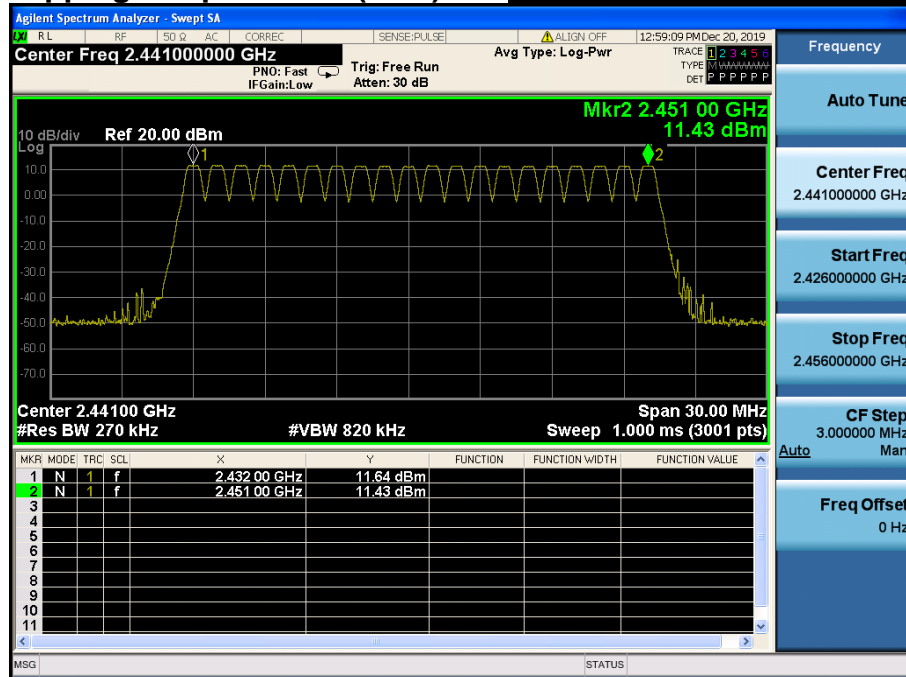 Agilent Spectrum Analyzer - Swept SA
LXI RL RF 50 Ω AC CORREC SENSE:PULSE ALIGN OFF 12:59:09 PM Dec 20, 2019
Center Freq 2.441000000 GHz
PNO: Fast
IFGain:Low
Trig: Free Run
Atten: 30 dB
Avg Type: Log-Pwr
TRACE 1 2 3 4 5 6
TYPE M
DET P P P P P P
Mkr2 2.451 00 GHz
11.43 dBm
10 dB/div Ref 20.00 dBm
Log
1
2
10.0
0.00
-10.0
-20.0
-30.0
-40.0
-50.0
-60.0
-70.0
Center 2.44100 GHz Span 30.00 MHz
#Res BW 270 kHz #VBW 820 kHz Sweep 1.000 ms (3001 pts)
MKR MODE TRC SCL X Y FUNCTION FUNCTION WIDTH FUNCTION VALUE
1 N 1 f 2.432 00 GHz 11.64 dBm
2 N 1 f 2.451 00 GHz 11.43 dBm
3
4
5
6
7
8
9
10
11
MSG STATUS
Frequency
Auto Tune
Center Freq
2.441000000 GHz
Start Freq
2.426000000 GHz
Stop Freq
2.456000000 GHz
CF Step
3.000000 MHz
Auto Man
Freq Offset
0 Hz